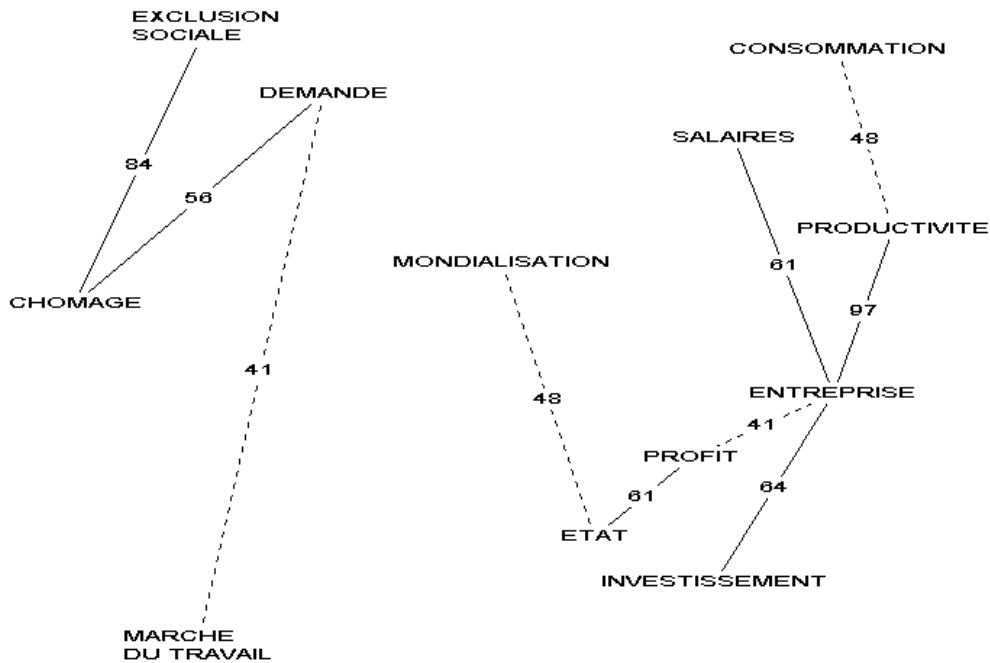 EXCLUSION
SOCIALE
CONSOMMATION
DEMANDE
SALAIRES
48
84
56
PRODUCTIVITE
MONDIALISATION
61
CHOMAGE
97
41
ENTREPRISE
48
41
PROFIT
64
61
ETAT
INVESTISSEMENT
MARCHE
DU TRAVAIL